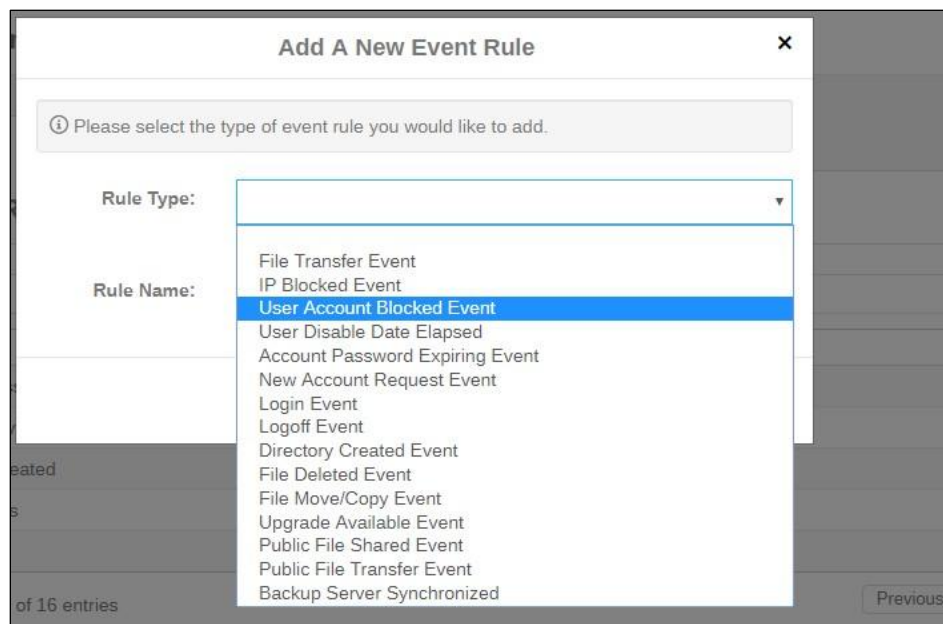 Add A New Event Rule
×
Please select the type of event rule you would like to add.
Rule Type:
Rule Name:
File Transfer Event
IP Blocked Event
User Account Blocked Event
User Disable Date Elapsed
Account Password Expiring Event
New Account Request Event
Login Event
Logoff Event
Directory Created Event
File Deleted Event
File Move/Copy Event
Upgrade Available Event
Public File Shared Event
Public File Transfer Event
Backup Server Synchronized
eated
of 16 entries
Previous